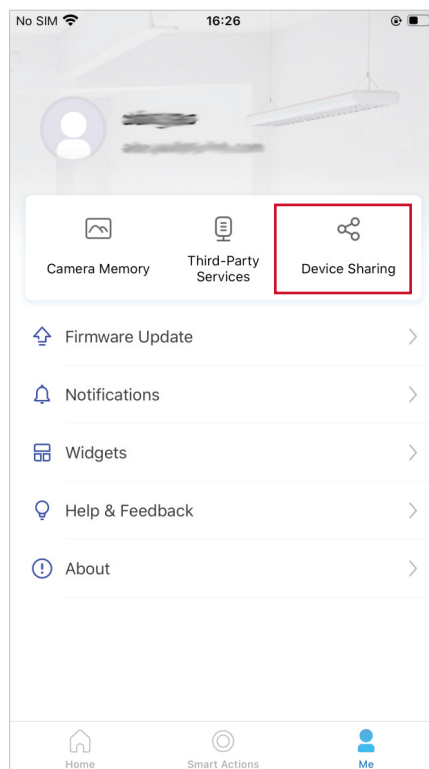 No SIM 16:26
Camera Memory
Third-Party
Services
Device Sharing
Firmware Update
Notifications
Widgets
Help & Feedback
About
Home
Smart Actions
Me